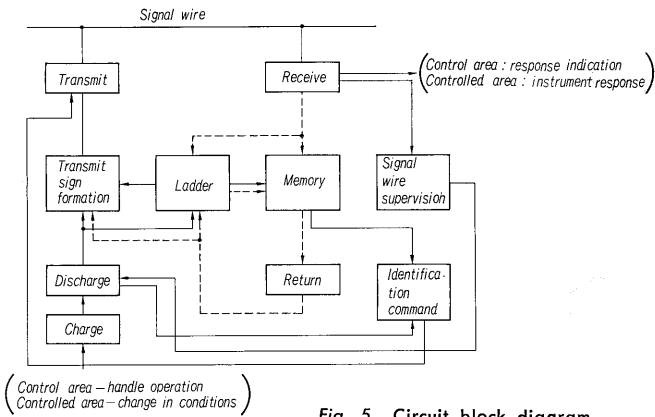 Signal wire
Transmit
Receive
(Control area : response indication
Controlled area : instrument response)
Transmit
sign
formation
Ladder
Memory
Signal
wire
supervisioh
Discharge
Return
Identifica-
tion
command
Charge
(Control area – handle operation
Controlled area – change in conditions)
Fig. 5 Circuit block diagram